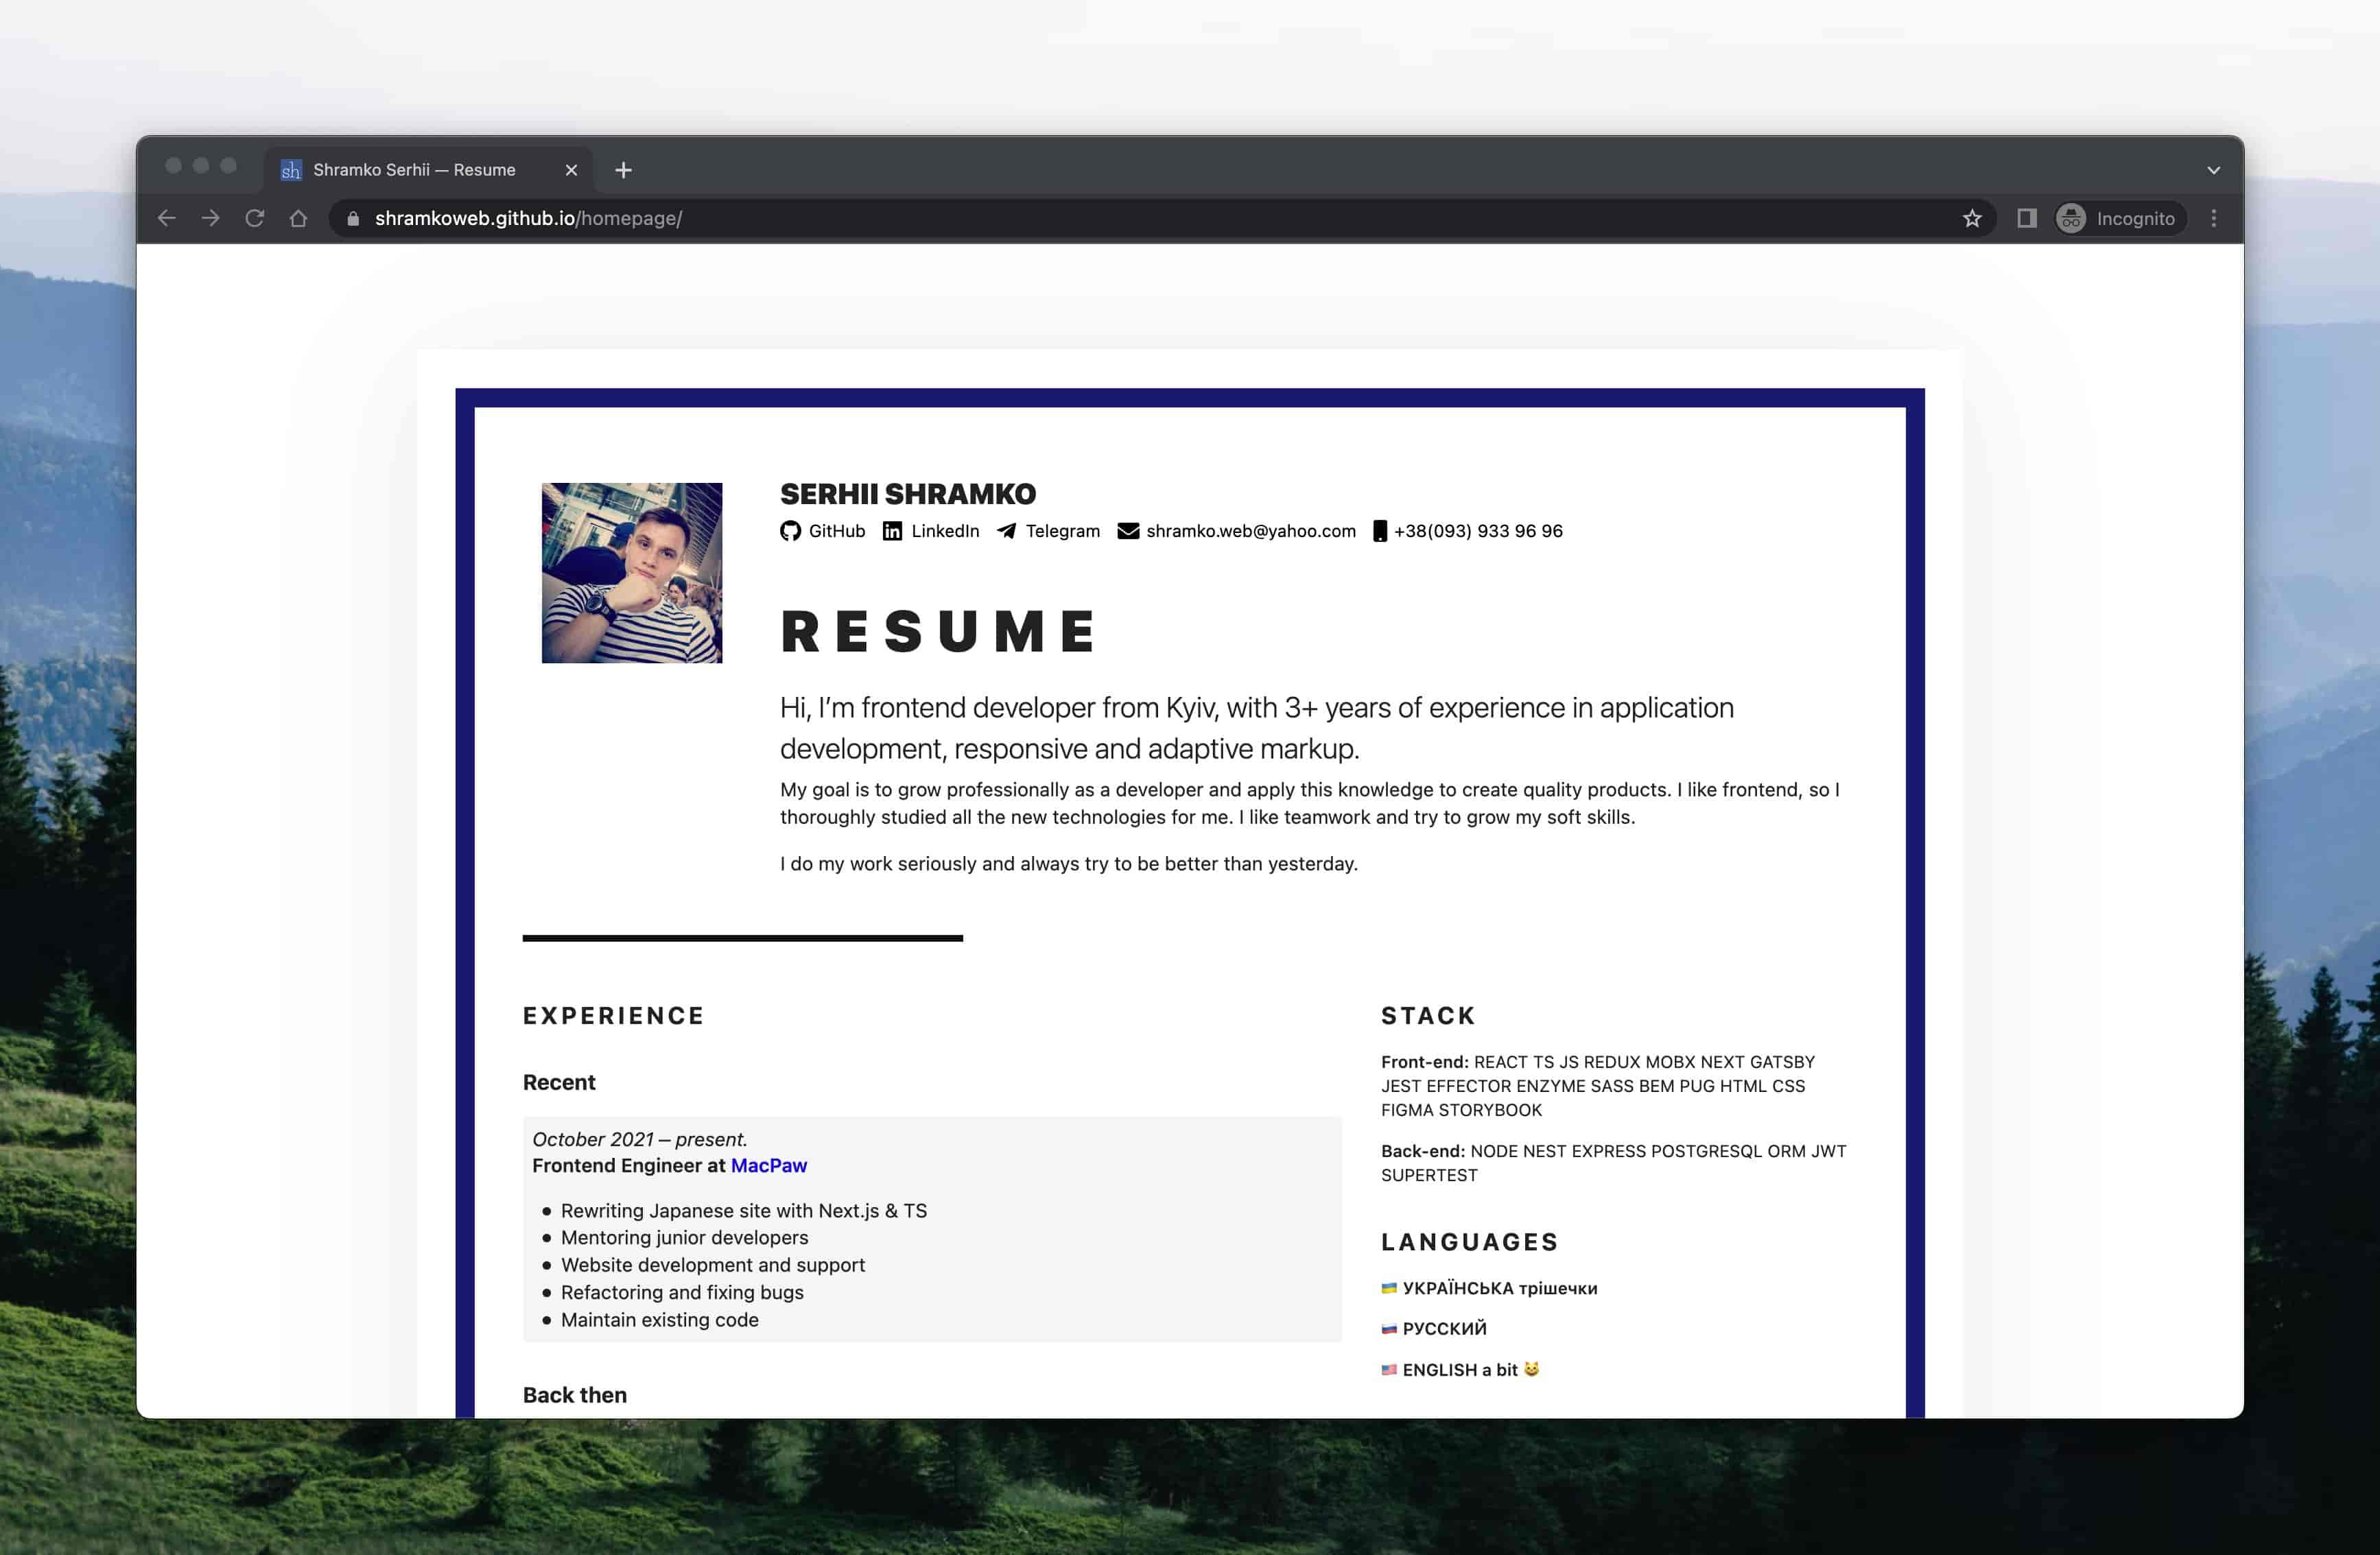 Shramko Serhii — Resume
shramkoweb.github.io/homepage/
Incognito
SERHII SHRAMKO
GitHub LinkedIn Telegram shramko.web@yahoo.com +38(093) 933 96 96
RESUME
Hi, I’m frontend developer from Kyiv, with 3+ years of experience in application
development, responsive and adaptive markup.
My goal is to grow professionally as a developer and apply this knowledge to create quality products. I like frontend, so I
thoroughly studied all the new technologies for me. I like teamwork and try to grow my soft skills.
I do my work seriously and always try to be better than yesterday.
EXPERIENCE
Recent
October 2021 – present.
Frontend Engineer at MacPaw
• Rewriting Japanese site with Next.js & TS
• Mentoring junior developers
• Website development and support
• Refactoring and fixing bugs
• Maintain existing code
Back then
STACK
Front-end: REACT TS JS REDUX MOBX NEXT GATSBY
JEST EFFECTOR ENZYME SASS BEM PUG HTML CSS
FIGMA STORYBOOK
Back-end: NODE NEST EXPRESS POSTGRESQL ORM JWT
SUPERTEST
LANGUAGES
🇺🇦 УКРАЇНСЬКА трішечки
🇷🇺 РУССКИЙ
🇺🇸 ENGLISH a bit 😺